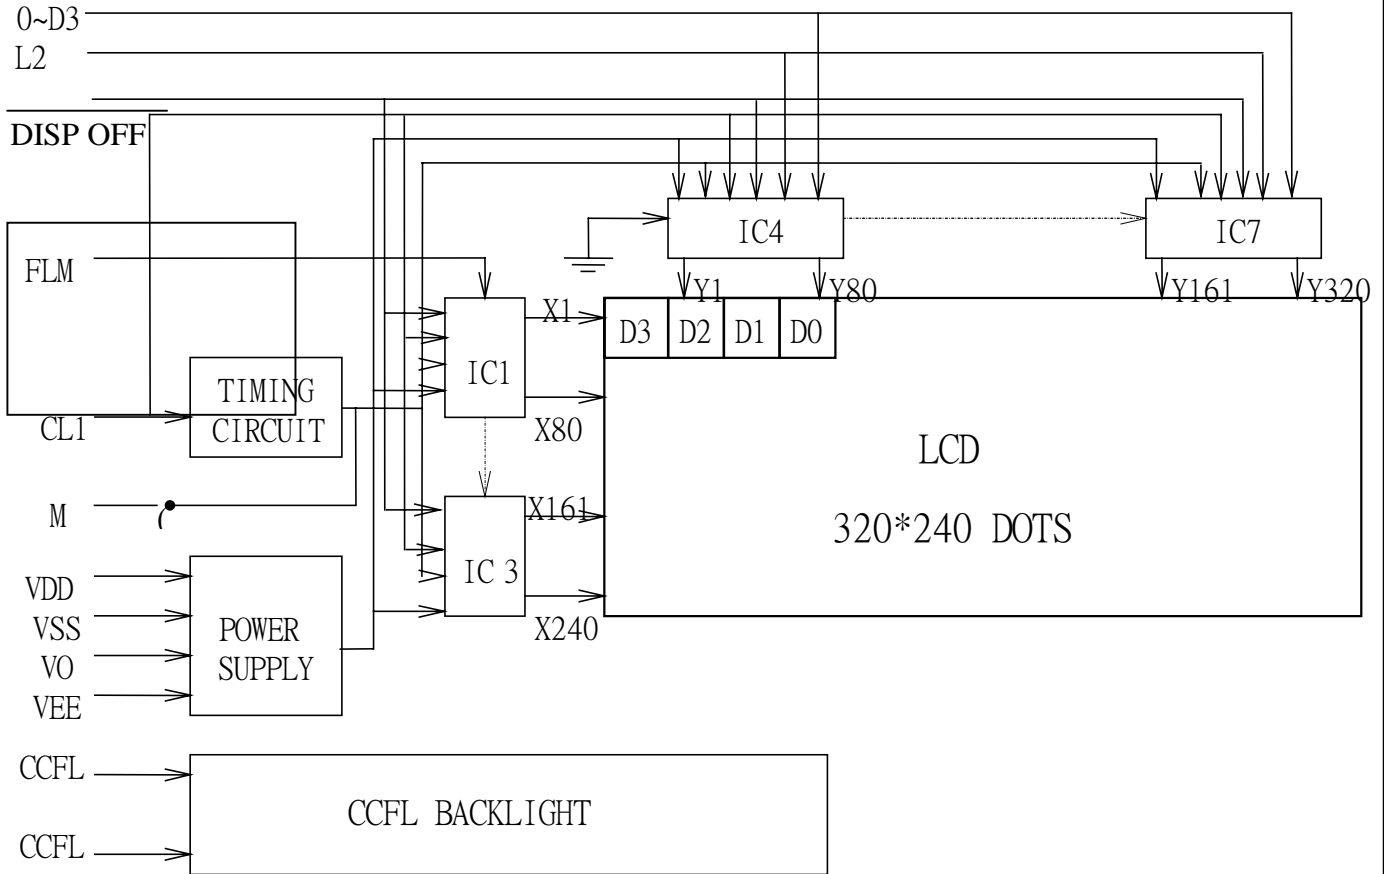 0~D3
L2
DISP OFF
IC4
IC7
FLM
Y1
Y80
Y161
Y320
X1
D3
D2
D1
D0
IC1
TIMING
CIRCUIT
CL1
X80
LCD
M
X161
320*240 DOTS
IC 3
VDD
VSS
POWER
X240
VO
SUPPLY
VEE
CCFL
CCFL BACKLIGHT
CCFL